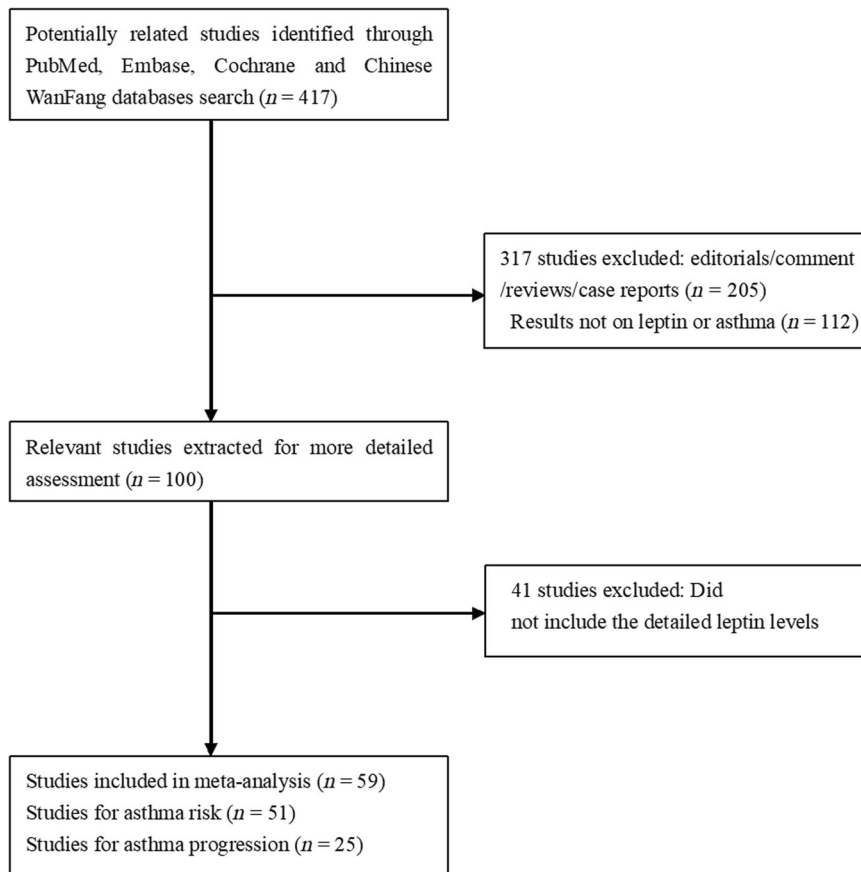 Potentially related studies identified through
PubMed, Embase, Cochrane and Chinese
WanFang databases search (n = 417)
317 studies excluded: editorials/comment
/reviews/case reports (n = 205)
Results not on leptin or asthma (n = 112)
Relevant studies extracted for more detailed
assessment (n = 100)
41 studies excluded: Did
not include the detailed leptin levels
Studies included in meta-analysis (n = 59)
Studies for asthma risk (n = 51)
Studies for asthma progression (n = 25)